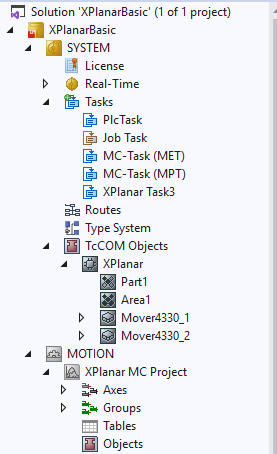 Solution 'XPlanarBasic' (1 of 1 project)
XPlanarBasic
SYSTEM
License
Real-Time
Tasks
PlcTask
Job Task
MC-Task (MET)
MC-Task (MPT)
XPlanar Task3
Routes
Type System
TcCOM Objects
XPlanar
Part1
Area1
Mover4330_1
Mover4330_2
MOTION
XPlanar MC Project
Axes
Groups
Tables
Objects